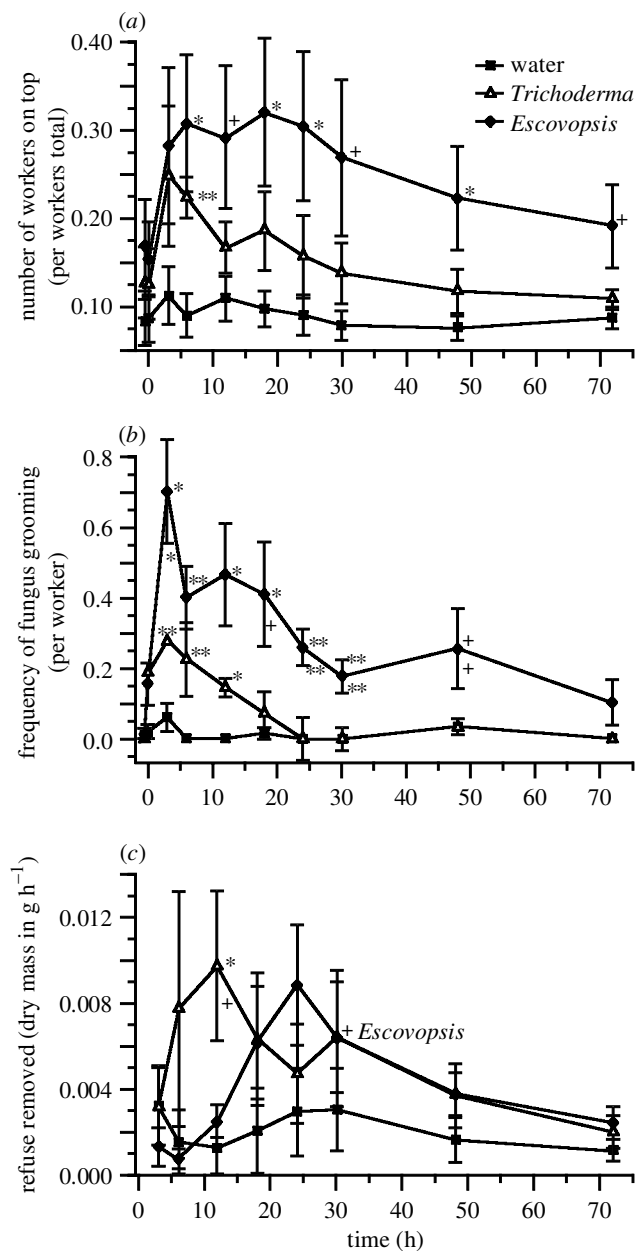 (a)
0.40
0.30
0.20
0.10
number of workers on top
(per workers total)
water
Trichoderma
Escovopsis
* + * * + * +
**
0 10 20 30 40 50 60 70
(b)
0.8
0.6
0.4
0.2
0.0
frequency of fungus grooming
(per worker)
*
*
** * *
+
** **
** **
+
+
** ** *
0 10 20 30 40 50 60 70
(c)
0.012
0.008
0.004
0.000
refuse removed (dry mass in g h−1)
*
+
+ Escovopsis
0 10 20 30 40 50 60 70
time (h)